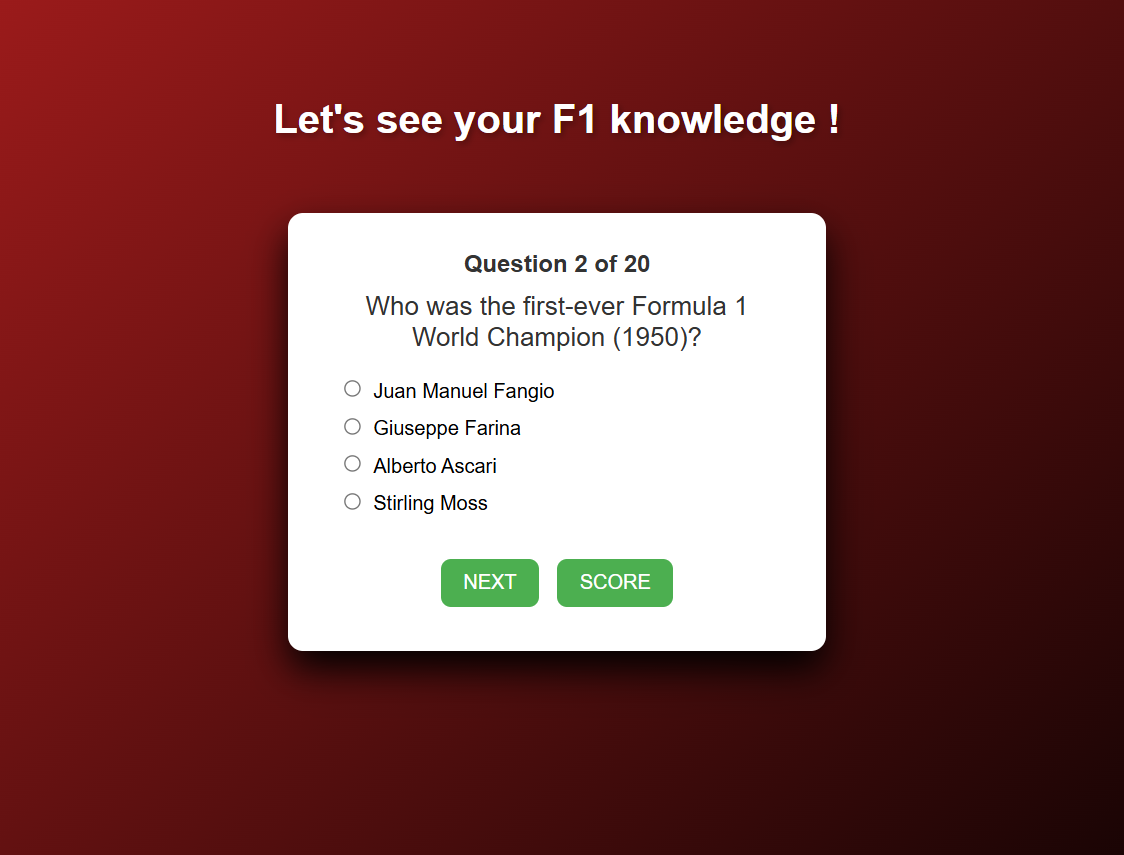 Let's see your F1 knowledge !
Question 2 of 20
Who was the first-ever Formula 1
World Champion (1950)?
Juan Manuel Fangio
Giuseppe Farina
Alberto Ascari
Stirling Moss
NEXT SCORE